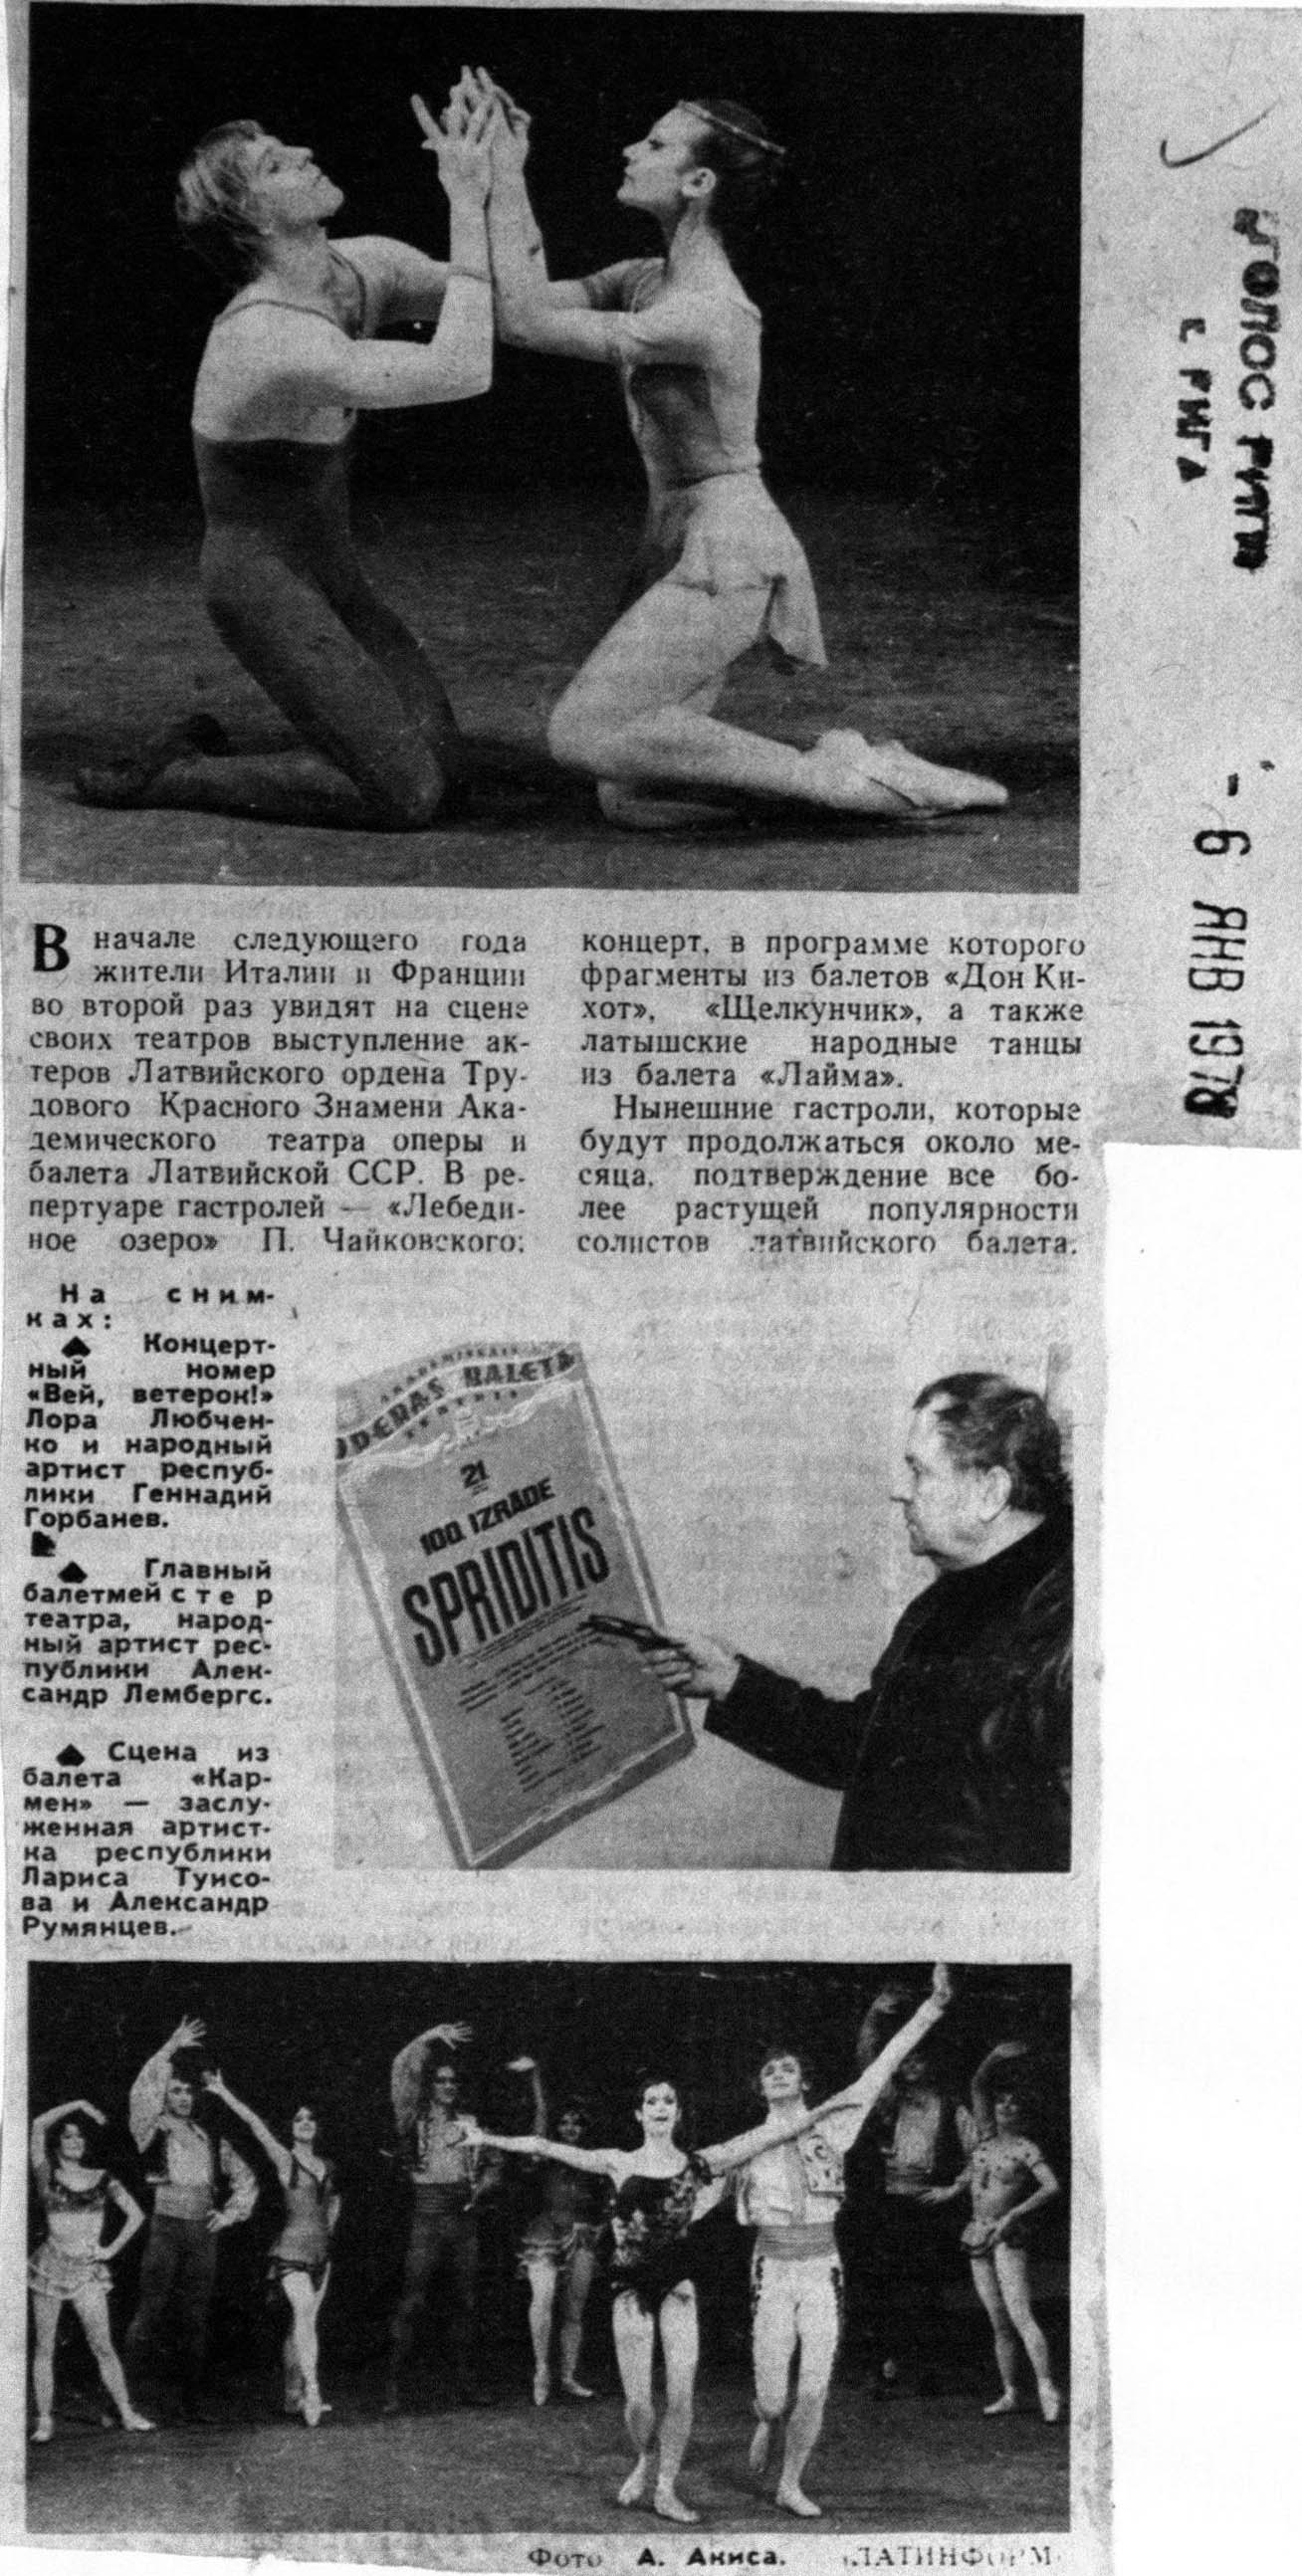 ГОЛОС РИГИ
г. РИГА
- 6 ЯНВ 1978
В начале следующего года
жители Италии и Франции
во второй раз увидят на сцене
своих театров выступление ак-
теров Латвийского ордена Тру-
дового Красного Знамени Ака-
демического театра оперы и
балета Латвийской ССР. В ре-
пертуаре гастролей — «Лебеди-
ное озеро» П. Чайковского;
концерт, в программе которого
фрагменты из балетов «Дон Ки-
хот», «Щелкунчик», а также
латышские народные танцы
из балета «Лайма».
Нынешние гастроли, которые
будут продолжаться около ме-
сяца, подтверждение все бо-
лее растущей популярности
солистов латвийского балета.
На сним-
ках:
Концерт-
ный номер
«Вей, ветерок!»
Лора Любчен-
ко и народный
артист респуб-
лики Геннадий
Горбанев.
Главный
балетмейстер
театра, народ-
ный артист рес-
публики Алек-
сандр Лембергс.
Сцена из
балета «Кар-
мен» — заслу-
женная артист-
ка республики
Лариса Туисо-
ва и Александр
Румянцев.
OPERAS BALETA
21
100. IZRĀDE
SPRIDITIS
Фото А. Аниса. «ЛАТИНФОРМ»